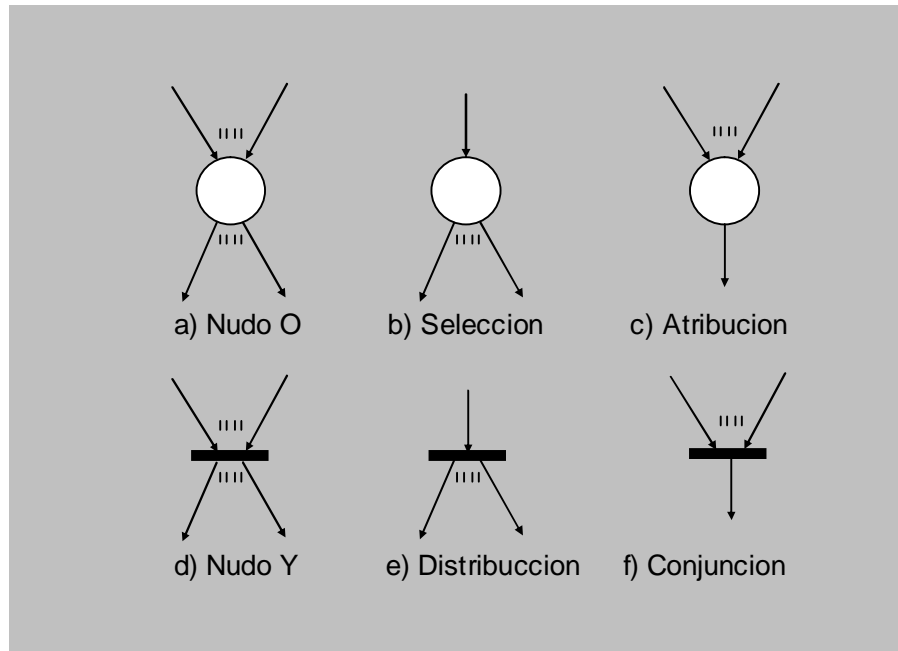 a) Nudo O
b) Seleccion
c) Atribucion
d) Nudo Y
e) Distribuccion
f) Conjuncion